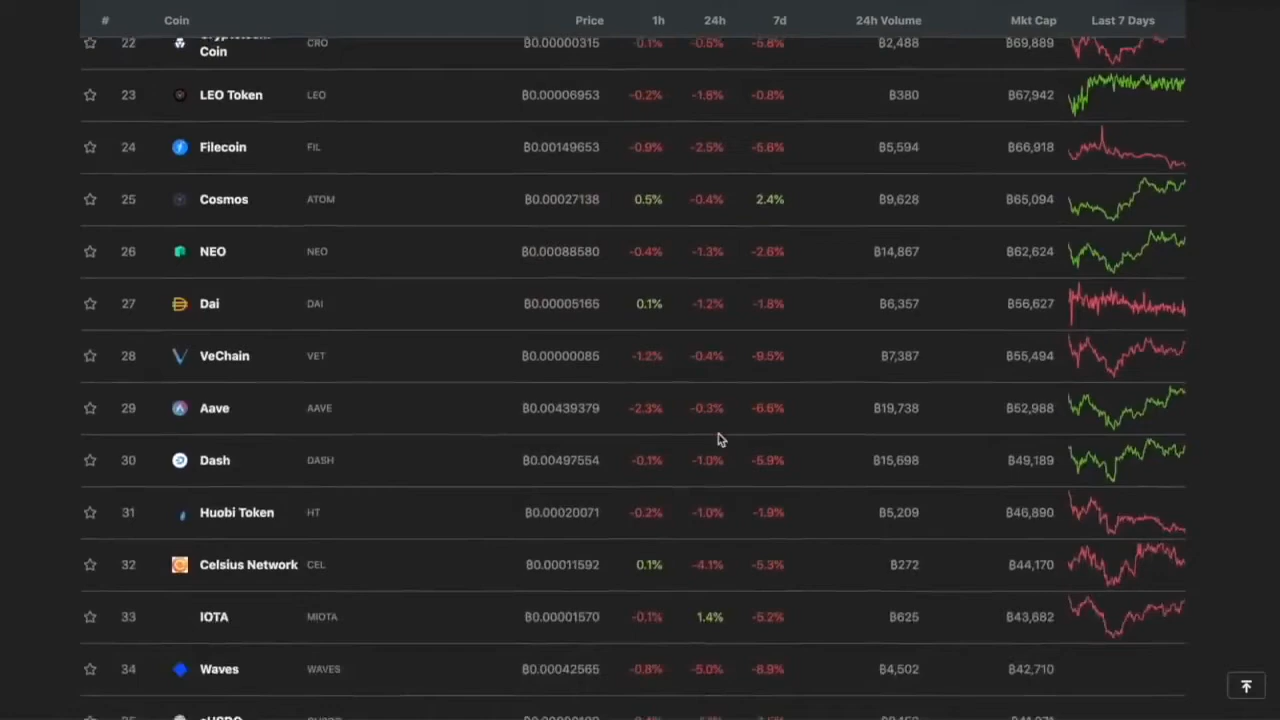 # Coin Price 1h 24h 7d 24h Volume Mkt Cap Last 7 Days
22 Coin CRO ₿0.00000315 -0.1% -0.5% -5.8% ₿2,488 ₿69,889
23 LEO Token LEO ₿0.00006953 -0.2% -1.8% -0.8% ₿380 ₿67,942
24 Filecoin FIL ₿0.00149653 -0.9% -2.5% -5.6% ₿5,594 ₿66,918
25 Cosmos ATOM ₿0.00027138 0.5% -0.4% 2.4% ₿9,628 ₿65,094
26 NEO NEO ₿0.00088580 -0.4% -1.3% -2.6% ₿14,867 ₿62,624
27 Dai DAI ₿0.00005165 0.1% -1.2% -1.8% ₿6,357 ₿56,627
28 VeChain VET ₿0.00000085 -1.2% -0.4% -9.5% ₿7,387 ₿55,494
29 Aave AAVE ₿0.00439379 -2.3% -0.3% -6.6% ₿19,738 ₿52,988
30 Dash DASH ₿0.00497554 -0.1% -1.0% -5.9% ₿15,698 ₿49,189
31 Huobi Token HT ₿0.00020071 -0.2% -1.0% -1.9% ₿5,209 ₿46,890
32 Celsius Network CEL ₿0.00011592 0.1% -4.1% -5.3% ₿272 ₿44,170
33 IOTA MIOTA ₿0.00001570 -0.1% 1.4% -5.2% ₿625 ₿43,682
34 Waves WAVES ₿0.00042565 -0.8% -5.0% -8.9% ₿4,502 ₿42,710